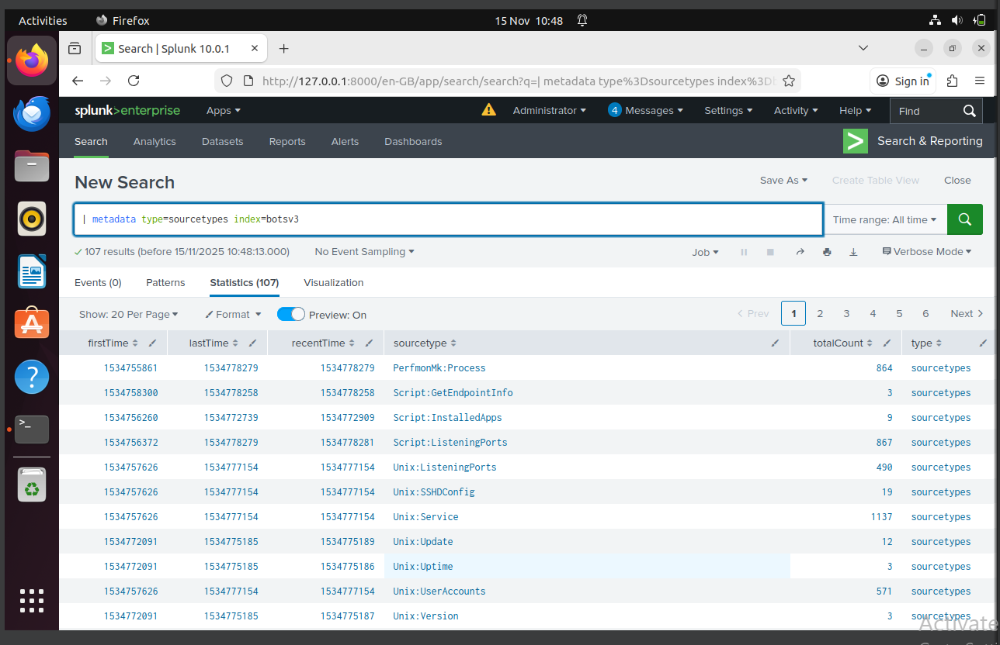 Activities Firefox 15 Nov 10:48
Search | Splunk 10.0.1
http://127.0.0.1:8000/en-GB/app/search/search?q=| metadata type%3Dsourcetypes index%3D Sign in
splunk>enterprise Apps Administrator 4 Messages Settings Activity Help Find
Search Analytics Datasets Reports Alerts Dashboards Search & Reporting
New Search Save As Create Table View Close
| metadata type=sourcetypes index=botsv3 Time range: All time
107 results (before 15/11/2025 10:48:13.000) No Event Sampling Job Verbose Mode
Events (0) Patterns Statistics (107) Visualization
Show: 20 Per Page Format Preview: On < Prev 1 2 3 4 5 6 Next >
firstTime lastTime recentTime sourcetype totalCount type
1534755861 1534778279 1534778279 PerfmonMk:Process 864 sourcetypes
1534758300 1534778258 1534778258 Script:GetEndpointInfo 3 sourcetypes
1534756260 1534772739 1534772909 Script:InstalledApps 9 sourcetypes
1534756372 1534778279 1534778281 Script:ListeningPorts 867 sourcetypes
1534757626 1534777154 1534777154 Unix:ListeningPorts 490 sourcetypes
1534757626 1534777154 1534777154 Unix:SSHDConfig 19 sourcetypes
1534757626 1534777154 1534777154 Unix:Service 1137 sourcetypes
1534772091 1534775185 1534775189 Unix:Update 12 sourcetypes
1534772091 1534775185 1534775186 Unix:Uptime 3 sourcetypes
1534757626 1534777154 1534777154 Unix:UserAccounts 571 sourcetypes
1534772091 1534775185 1534775187 Unix:Version 3 sourcetypes
Activate